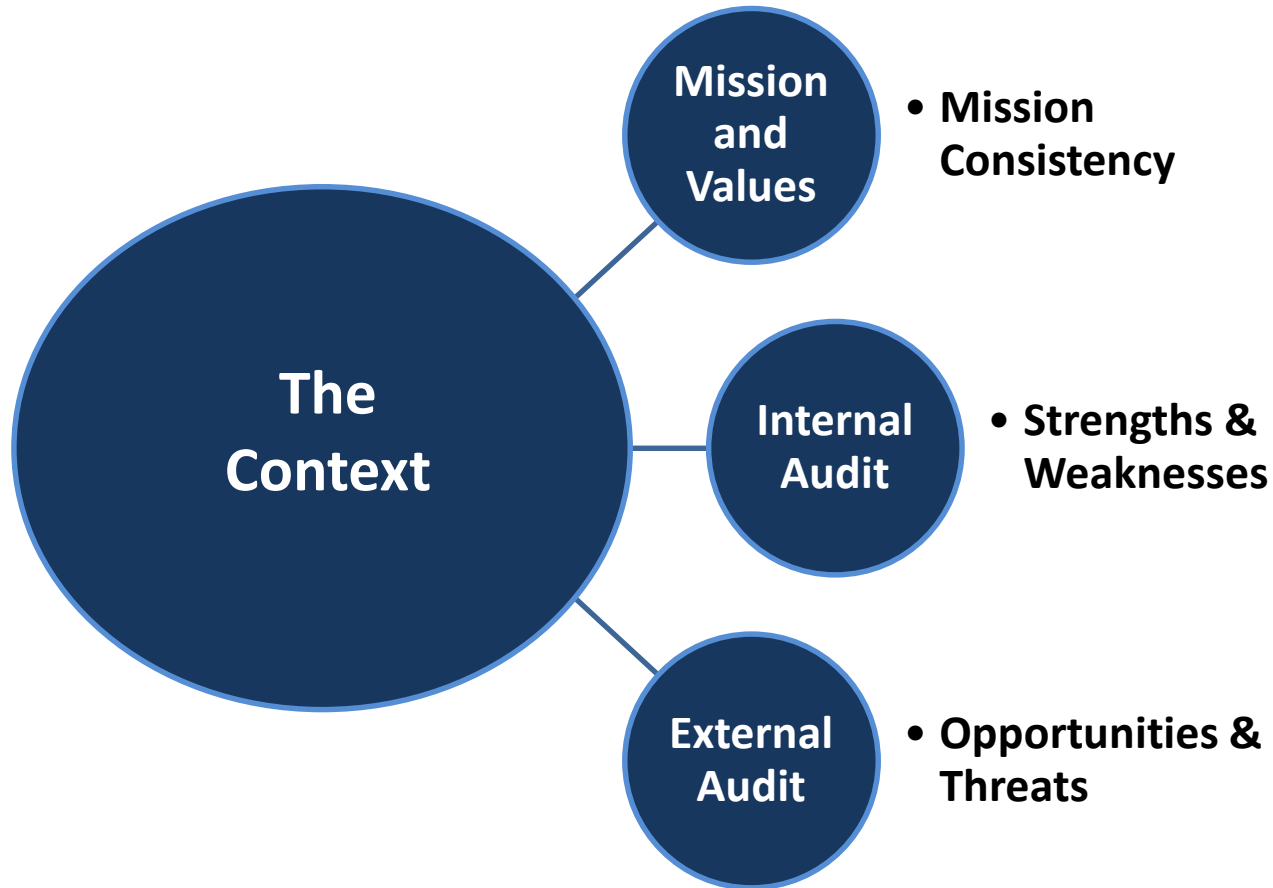 The
Context
Mission
and
Values
• Mission
Consistency
Internal
Audit
• Strengths &
Weaknesses
External
Audit
• Opportunities &
Threats